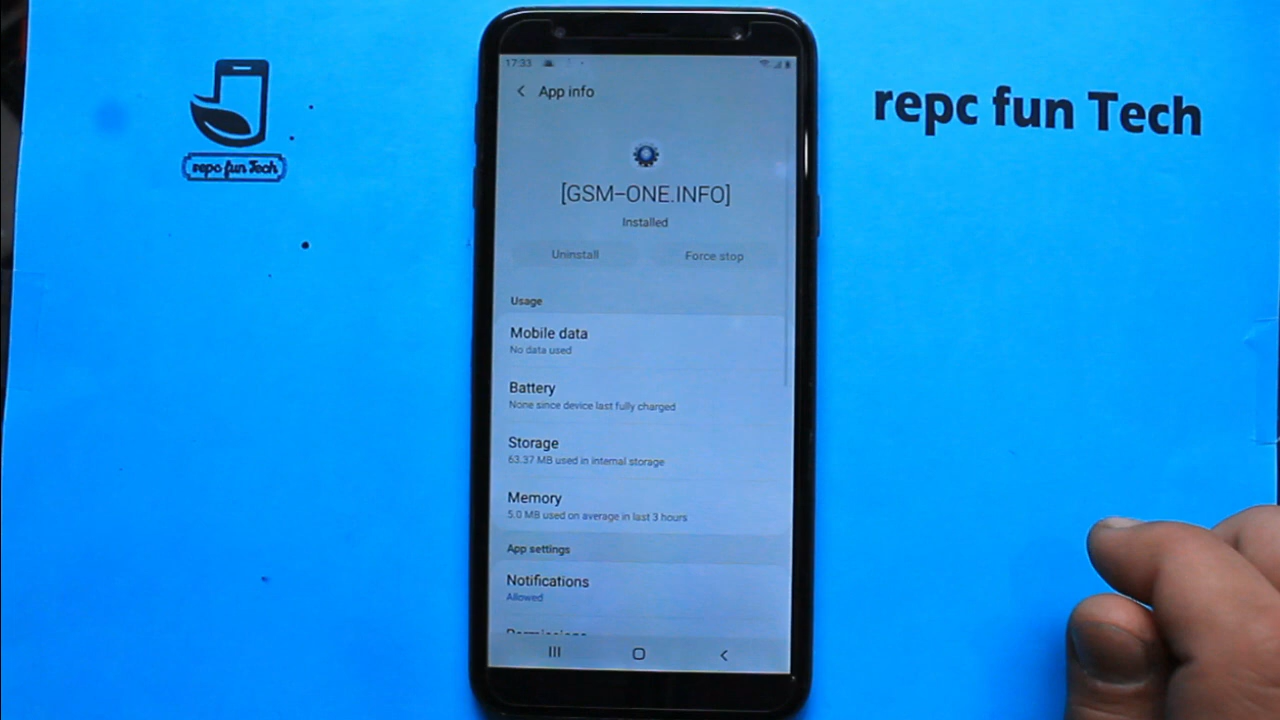 repc fun Tech
repc fun Tech
17:33
App info
[GSM-ONE.INFO]
Installed
Uninstall
Force stop
Usage
Mobile data
No data used
Battery
None since device last fully charged
Storage
63.37 MB used in internal storage
Memory
5.0 MB used on average in last 3 hours
App settings
Notifications
Allowed